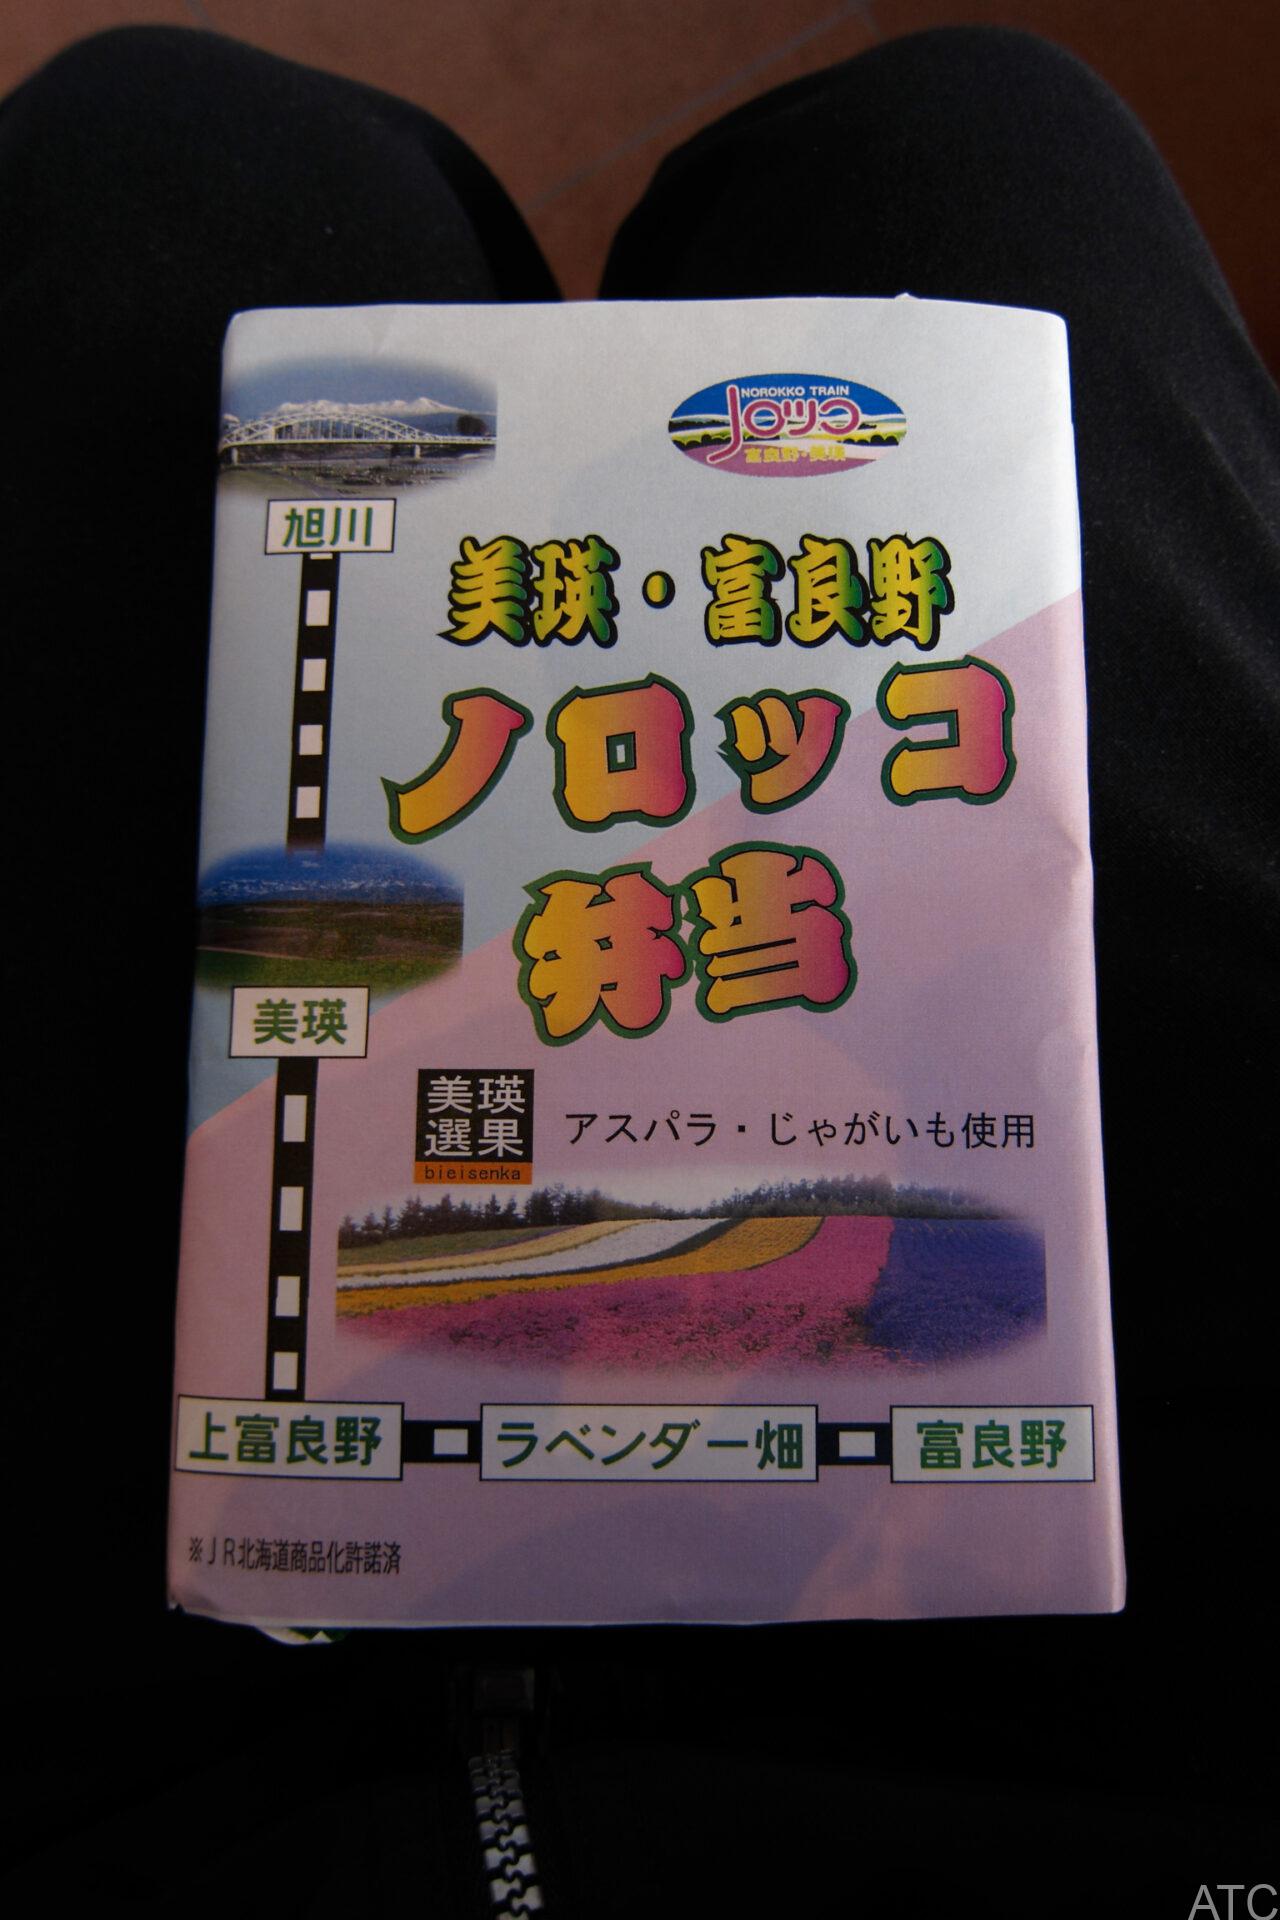 NOROKKO TRAIN
ノロッコ
富良野・美瑛
旭川
美瑛・富良野
ノロッコ
弁当
美瑛
美瑛
選果
bieisenka
アスパラ・じゃがいも使用
上富良野
ラベンダー畑
富良野
※JR北海道商品化許諾済
ATC